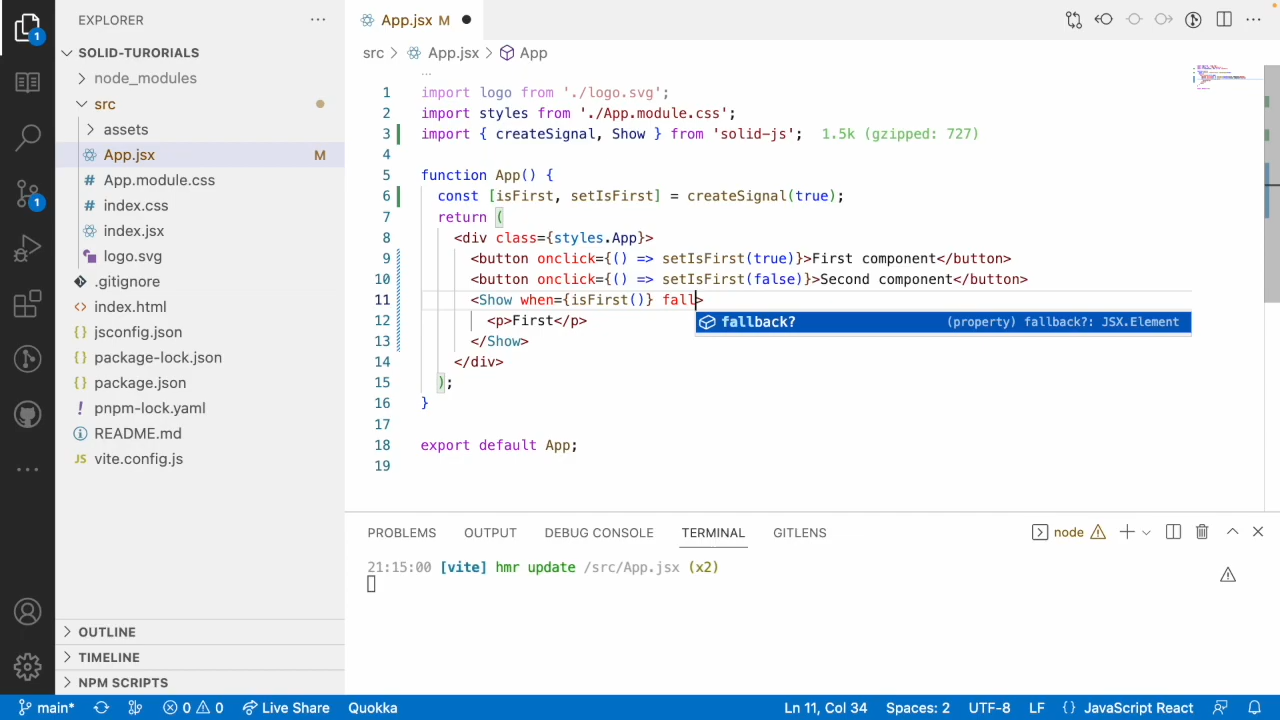 EXPLORER
SOLID-TURORIALS
node_modules
src
assets
App.jsx M
App.module.css
index.css
index.jsx
logo.svg
.gitignore
index.html
jsconfig.json
package-lock.json
package.json
pnpm-lock.yaml
README.md
vite.config.js
OUTLINE
TIMELINE
NPM SCRIPTS
1
1
App.jsx M
src > App.jsx > App
1 import logo from './logo.svg';
2 import styles from './App.module.css';
3 import { createSignal, Show } from 'solid-js'; 1.5k (gzipped: 727)
4
5 function App() {
6 const [isFirst, setIsFirst] = createSignal(true);
7 return (
8 <div class={styles.App}>
9 <button onclick={() => setIsFirst(true)}>First component</button>
10 <button onclick={() => setIsFirst(false)}>Second component</button>
11 <Show when={isFirst()} fall>
fallback? (property) fallback?: JSX.Element
12 <p>First</p>
13 </Show>
14 </div>
15 );
16 }
17
18 export default App;
19
PROBLEMS OUTPUT DEBUG CONSOLE TERMINAL GITLENS
node
21:15:00 [vite] hmr update /src/App.jsx (x2)
main* 0 0 Live Share Quokka Ln 11, Col 34 Spaces: 2 UTF-8 LF {} JavaScript React